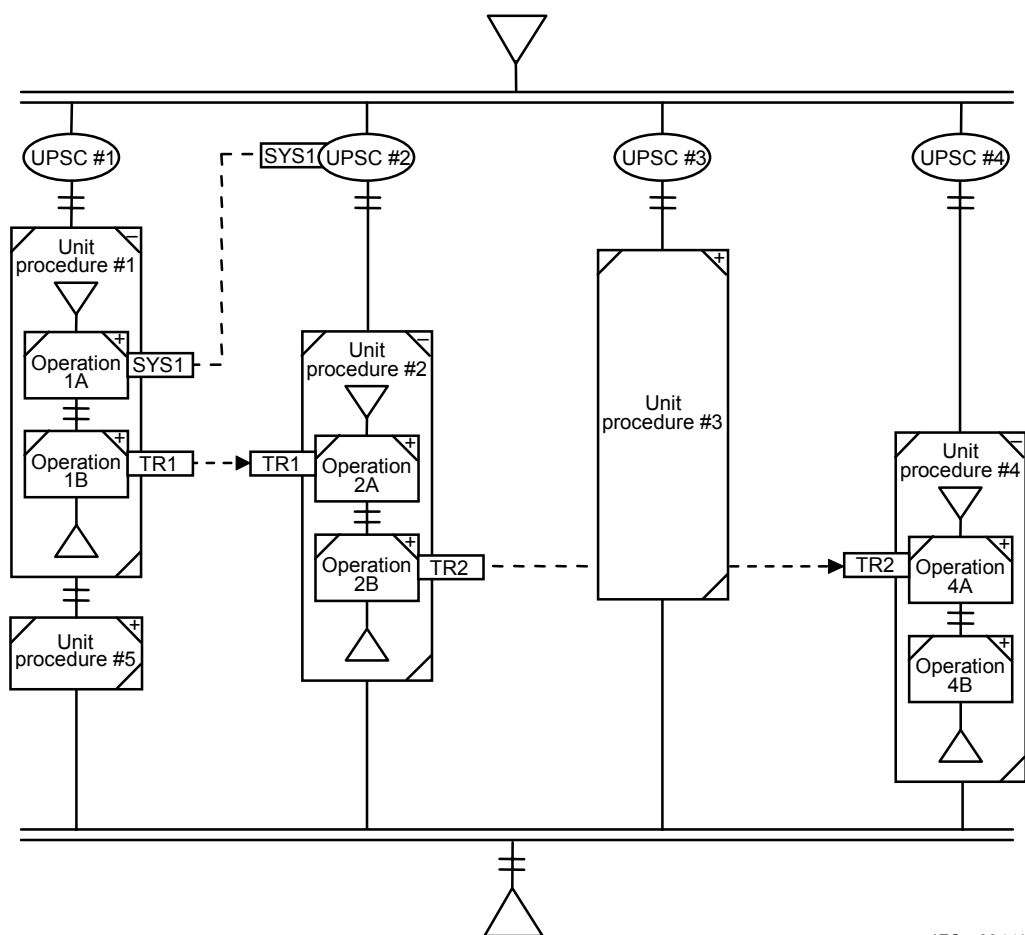 UPSC #1
SYS1
UPSC #2
UPSC #3
UPSC #4
–
Unit
procedure #1
+
Operation
1A
SYS1
+
Operation
1B
TR1
+
Unit
procedure #5
–
Unit
procedure #2
TR1
+
Operation
2A
+
Operation
2B
TR2
+
Unit
procedure #3
–
Unit
procedure #4
TR2
+
Operation
4A
+
Operation
4B